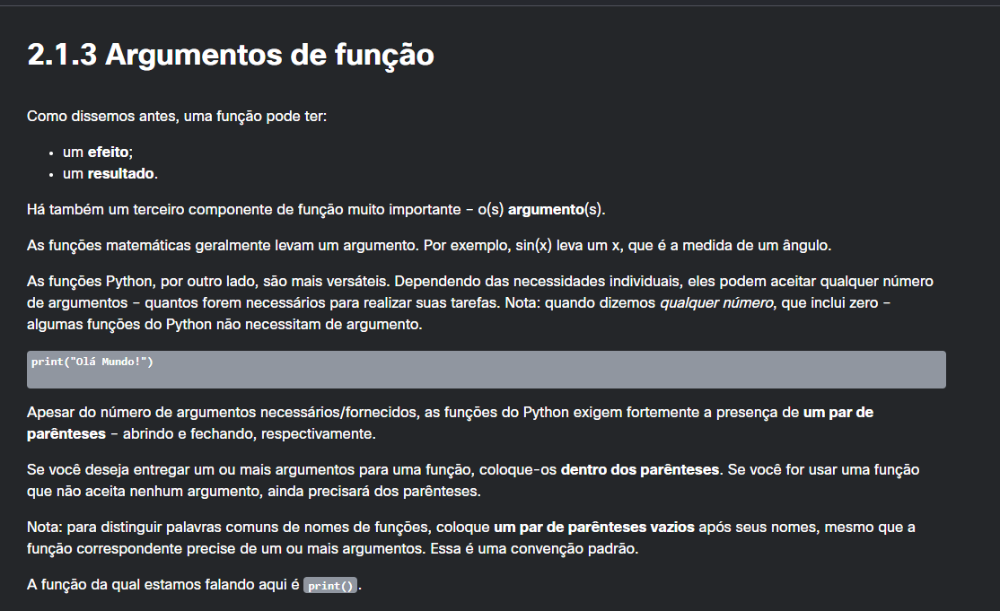 2.1.3 Argumentos de função
Como dissemos antes, uma função pode ter:
• um efeito;
• um resultado.
Há também um terceiro componente de função muito importante – o(s) argumento(s).
As funções matemáticas geralmente levam um argumento. Por exemplo, sin(x) leva um x, que é a medida de um ângulo.
As funções Python, por outro lado, são mais versáteis. Dependendo das necessidades individuais, eles podem aceitar qualquer número
de argumentos – quantos forem necessários para realizar suas tarefas. Nota: quando dizemos qualquer número, que inclui zero –
algumas funções do Python não necessitam de argumento.
print("Olá Mundo!")
Apesar do número de argumentos necessários/fornecidos, as funções do Python exigem fortemente a presença de um par de
parênteses – abrindo e fechando, respectivamente.
Se você deseja entregar um ou mais argumentos para uma função, coloque-os dentro dos parênteses. Se você for usar uma função
que não aceita nenhum argumento, ainda precisará dos parênteses.
Nota: para distinguir palavras comuns de nomes de funções, coloque um par de parênteses vazios após seus nomes, mesmo que a
função correspondente precise de um ou mais argumentos. Essa é uma convenção padrão.
A função da qual estamos falando aqui é print().